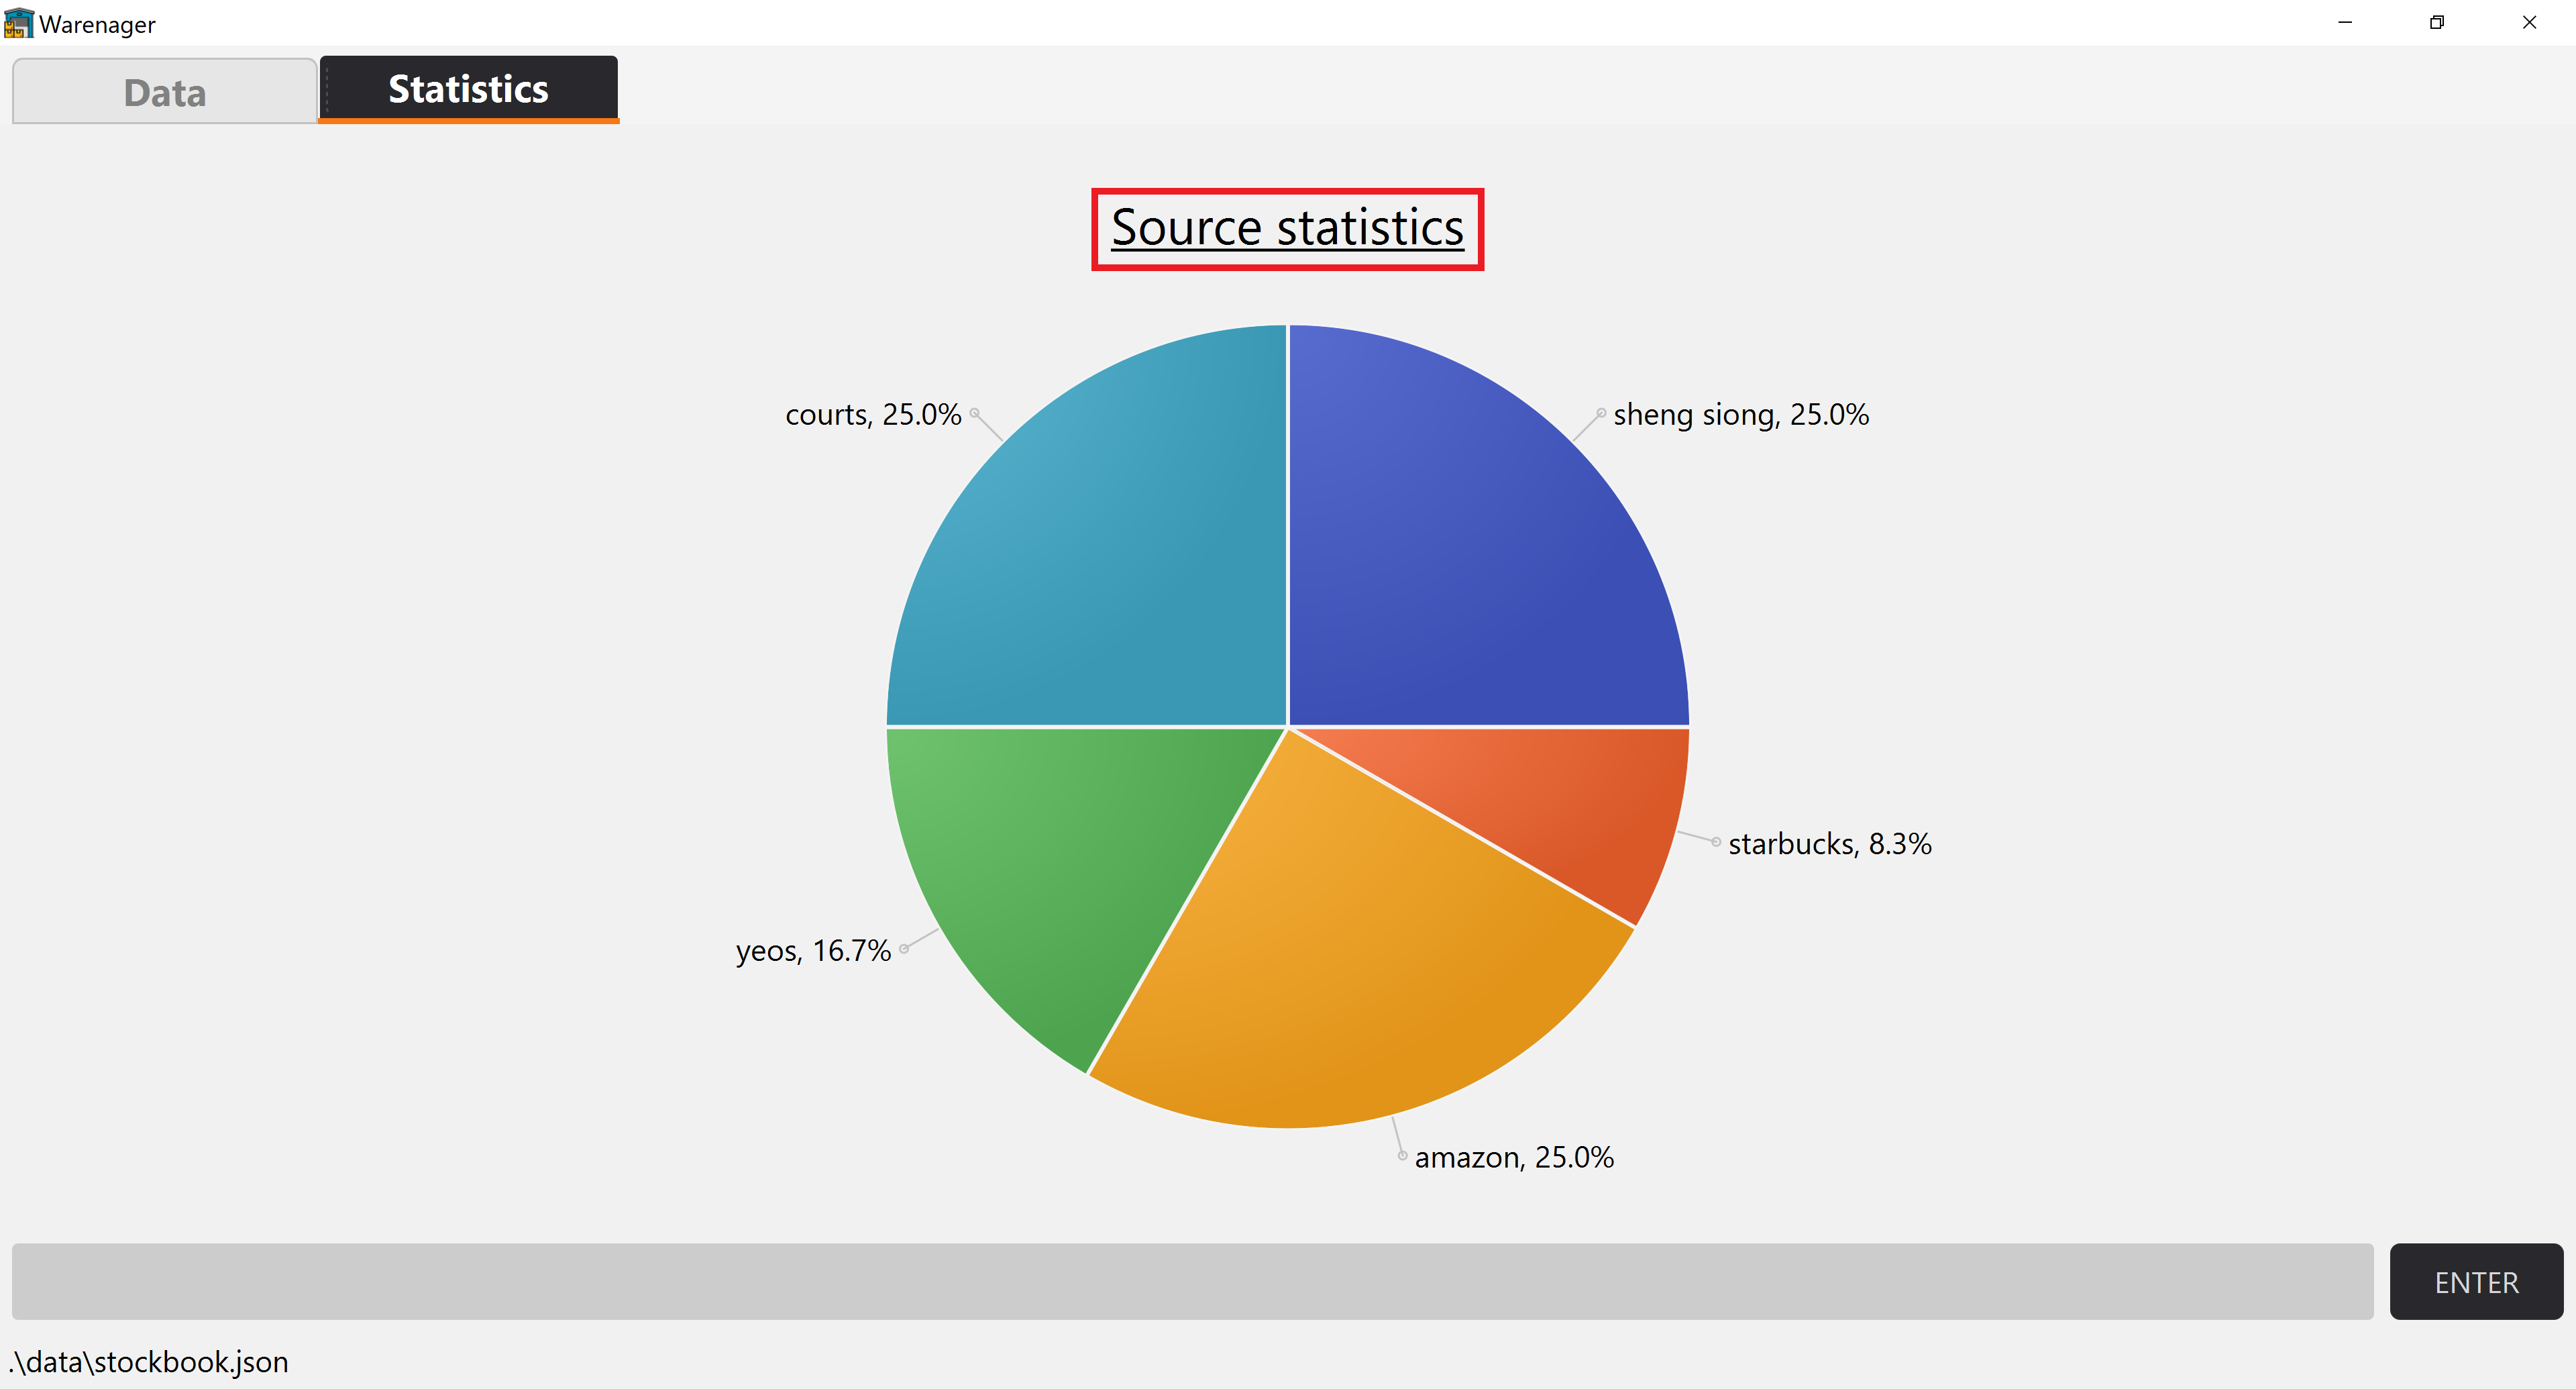 Warenager
Data
Statistics
Source statistics
courts, 25.0%
sheng siong, 25.0%
starbucks, 8.3%
yeos, 16.7%
amazon, 25.0%
ENTER
.\data\stockbook.json